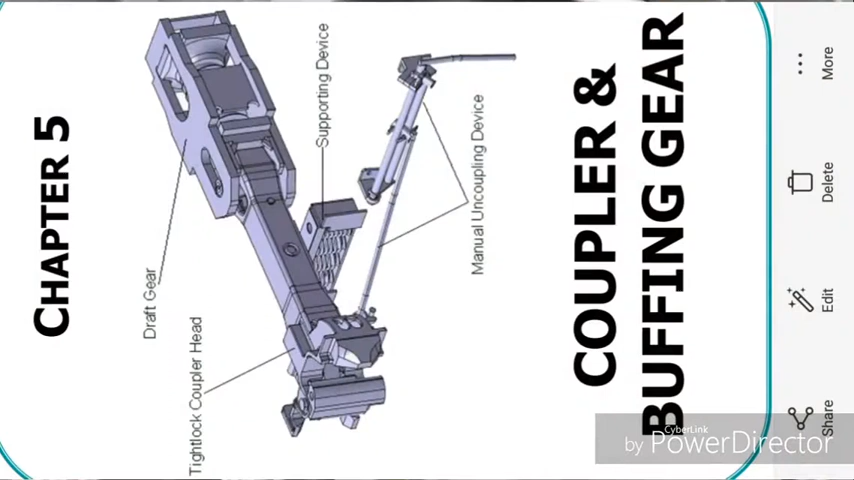 CHAPTER 5
Draft Gear
Tightlock Coupler Head
Supporting Device
Manual Uncoupling Device
COUPLER &
BUFFING GEAR
More
Delete
Edit
Share
CyberLink
by PowerDirector